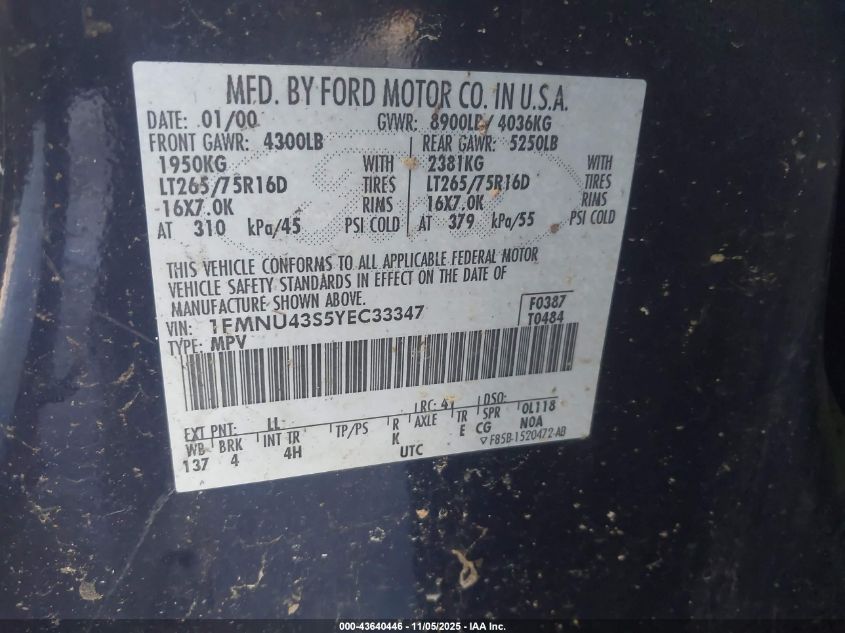 MFD. BY FORD MOTOR CO. IN U.S.A.
DATE: 01/00 GVWR: 8900LB / 4036KG
FRONT GAWR: 4300LB REAR GAWR: 5250LB
1950KG WITH 2381KG WITH
LT265/75R16D TIRES LT265/75R16D TIRES
16X7.0K RIMS 16X7.0K RIMS
AT 310 kPa/45 PSI COLD AT 379 kPa/55 PSI COLD
THIS VEHICLE CONFORMS TO ALL APPLICABLE FEDERAL MOTOR
VEHICLE SAFETY STANDARDS IN EFFECT ON THE DATE OF
MANUFACTURE SHOWN ABOVE.
VIN: 1FMNU43S5YEC33347 F0387
TYPE: MPV T0484
EXT PNT: LL RC: 41 DSO:
WB BRK INT TR TP/PS R AXLE TR SPR OL118
137 4 4H K UTC E CG NOA
F85B-1520472-AB
000-43640446 - 11/05/2025 - IAA Inc.